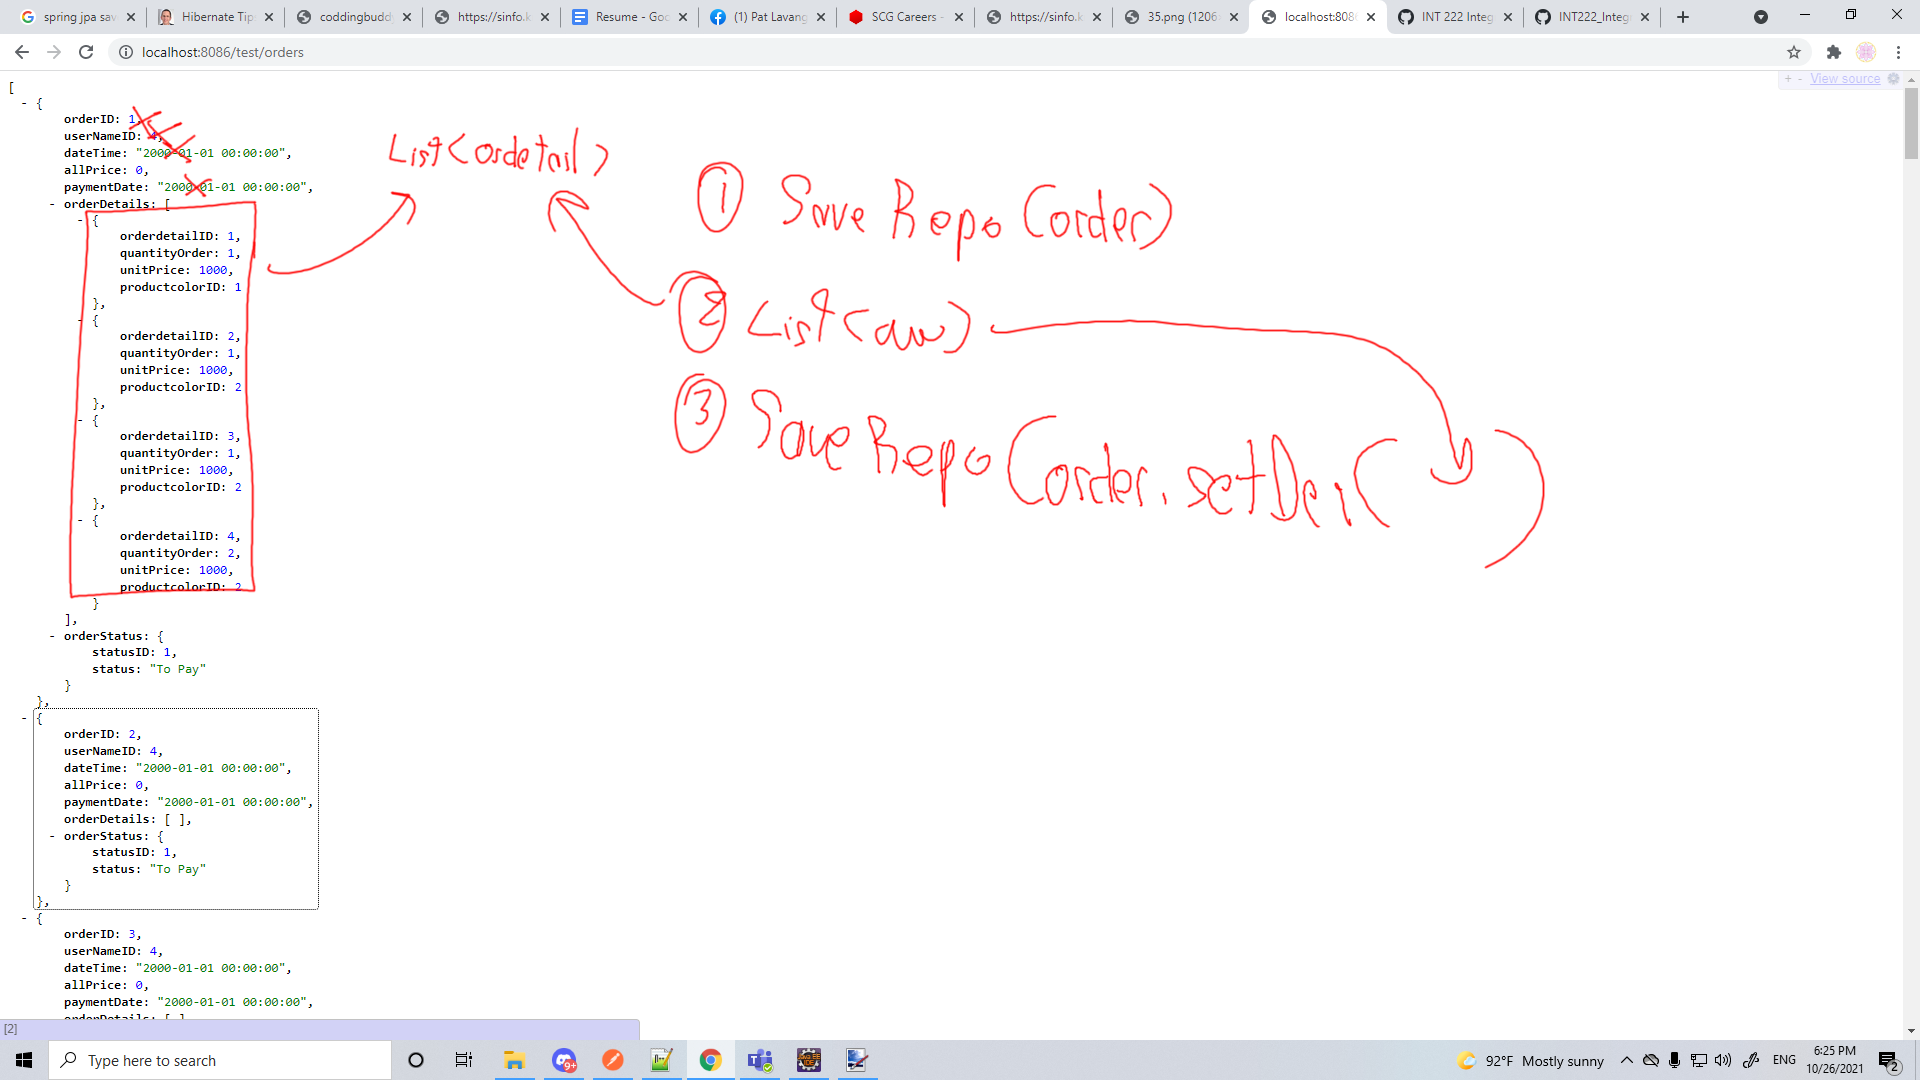 spring jpa sav
Hibernate Tip
coddingbudd
https://sinfo.k
Resume - Goo
(1) Pat Lavang
SCG Careers -
https://sinfo.k
35.png (1206
localhost:808
INT 222 Integ
INT222_Integ
localhost:8086/test/orders
+ - View source
[
- {
orderID: 1,
userNameID: 4,
dateTime: "2000-01-01 00:00:00",
allPrice: 0,
paymentDate: "2000-01-01 00:00:00",
- orderDetails: [
- {
orderdetailID: 1,
quantityOrder: 1,
unitPrice: 1000,
productcolorID: 1
},
- {
orderdetailID: 2,
quantityOrder: 1,
unitPrice: 1000,
productcolorID: 2
},
- {
orderdetailID: 3,
quantityOrder: 1,
unitPrice: 1000,
productcolorID: 2
},
- {
orderdetailID: 4,
quantityOrder: 2,
unitPrice: 1000,
productcolorID: 2
}
],
- orderStatus: {
statusID: 1,
status: "To Pay"
}
},
- {
orderID: 2,
userNameID: 4,
dateTime: "2000-01-01 00:00:00",
allPrice: 0,
paymentDate: "2000-01-01 00:00:00",
orderDetails: [ ],
- orderStatus: {
statusID: 1,
status: "To Pay"
}
},
- {
orderID: 3,
userNameID: 4,
dateTime: "2000-01-01 00:00:00",
allPrice: 0,
paymentDate: "2000-01-01 00:00:00",
orderDetails: [ ]
List<ordetail>
1 Save Repo (order)
2 List
3 Save Repo (order.setDe
[2]
Type here to search
9+
92°F Mostly sunny
ENG
6:25 PM
10/26/2021
2